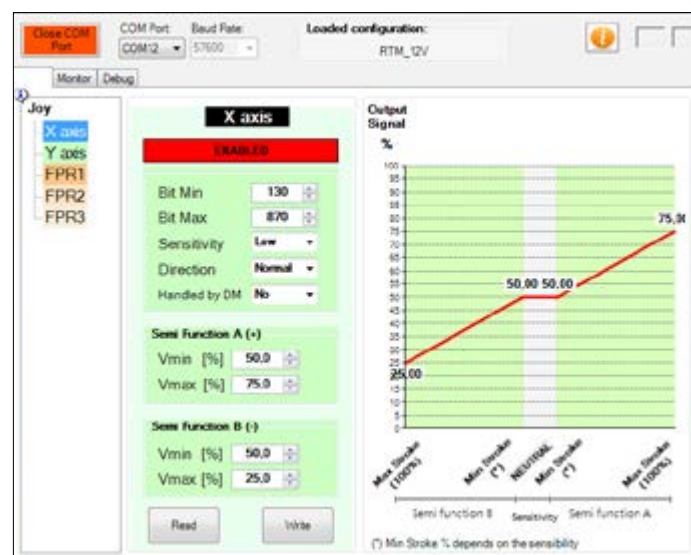 Close COM Port
COM Port:
Baud Rate:
COM12
57600
Loaded configuration:
RTM_12V
Monitor
Debug
Joy
X axis
Y axis
FPR1
FPR2
FPR3
X axis
ENABLED
Bit Min 130
Bit Max 870
Sensitivity Low
Direction Normal
Handled by DM No
Semi Function A (+)
Vmin [%] 50.0
Vmax [%] 75.0
Semi Function B (-)
Vmin [%] 50,0
Vmax [%] 25,0
Read
Write
Output
Signal
%
100
95
90
85
80
75
70
65
60
55
50
45
40
35
30
25
20
15
10
5
0
75,00
50,00
50.00
25,00
Max Stroke (100%)
Min Stroke (*)
NEUTRAL
Min Stroke (*)
Max Stroke (100%)
Semi function B
Sensitivity
Semi function A
(*) Min Stroke % depends on the sensibility